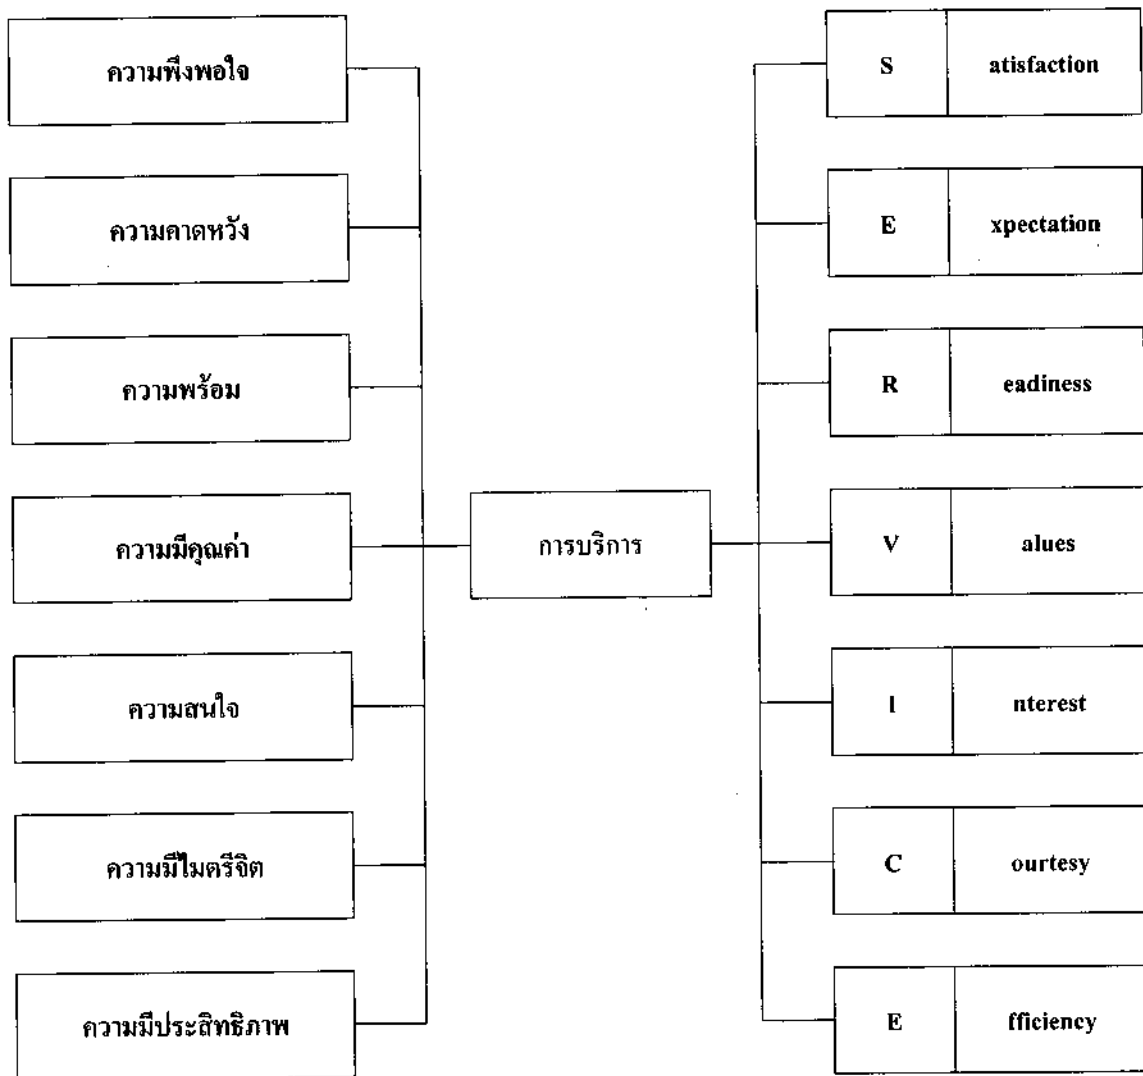 ความพึงพอใจ
ความคาดหวัง
ความพร้อม
ความมีคุณค่า
ความสนใจ
ความมีไมตรีจิต
ความมีประสิทธิภาพ
การบริการ
S atisfaction
E xpectation
R eadiness
V alues
I nterest
C ourtesy
E fficiency